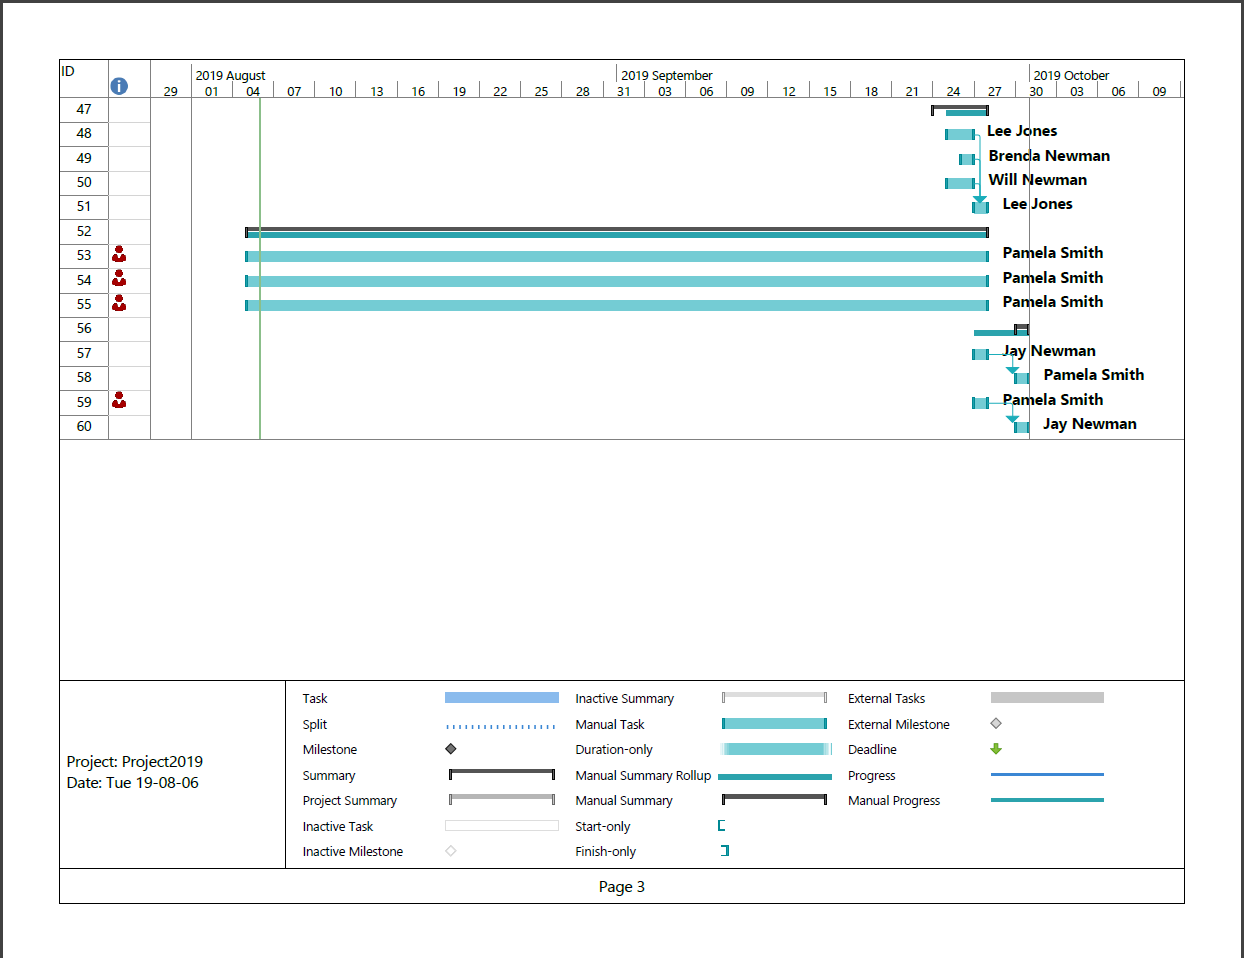 ID
i
2019 August 2019 September 2019 October
29 01 04 07 10 13 16 19 22 25 28 31 03 06 09 12 15 18 21 24 27 30 03 06 09
47
48 Lee Jones
49 Brenda Newman
50 Will Newman
51 Lee Jones
52
53 Pamela Smith
54 Pamela Smith
55 Pamela Smith
56
57 Jay Newman
58 Pamela Smith
59 Pamela Smith
60 Jay Newman
Project: Project2019
Date: Tue 19-08-06
Task Inactive Summary External Tasks
Split Manual Task External Milestone
Milestone Duration-only Deadline
Summary Manual Summary Rollup Progress
Project Summary Manual Summary Manual Progress
Inactive Task Start-only
Inactive Milestone Finish-only
Page 3